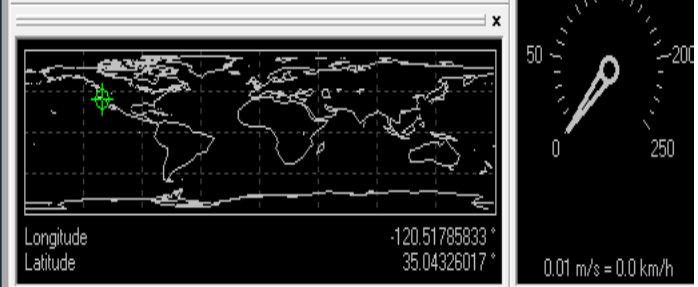 x
Longitude -120.51785833 °
Latitude 35.04326017 °
50 200
0 250
0.01 m/s = 0.0 km/h